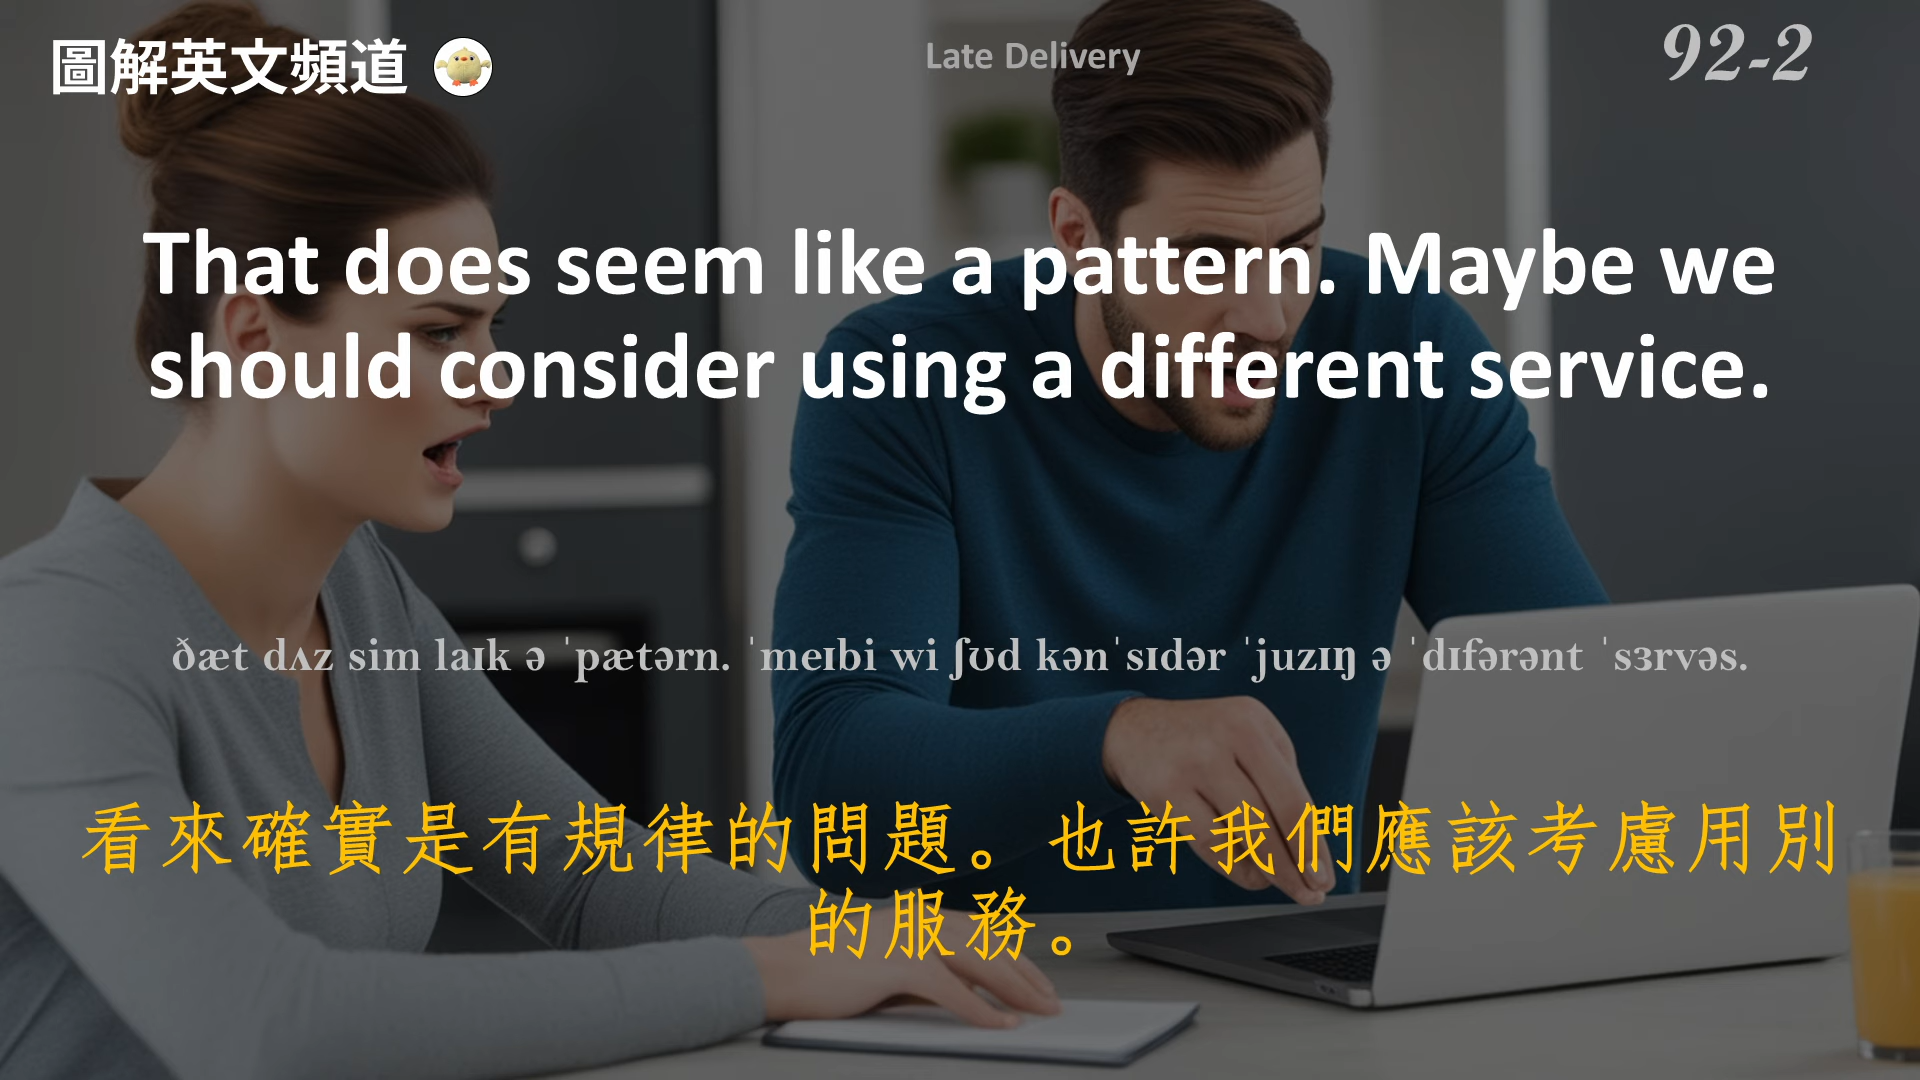 圖解英文頻道
Late Delivery
92-2
That does seem like a pattern. Maybe we
should consider using a different service.
ðæt dʌz sim laɪk ə ˈpætərn. ˈmeɪbi wi ʃʊd kənˈsɪdər ˈjuzɪŋ ə ˈdɪfərənt ˈsɜrvəs.
看來確實是有規律的問題。也許我們應該考慮用別
的服務。